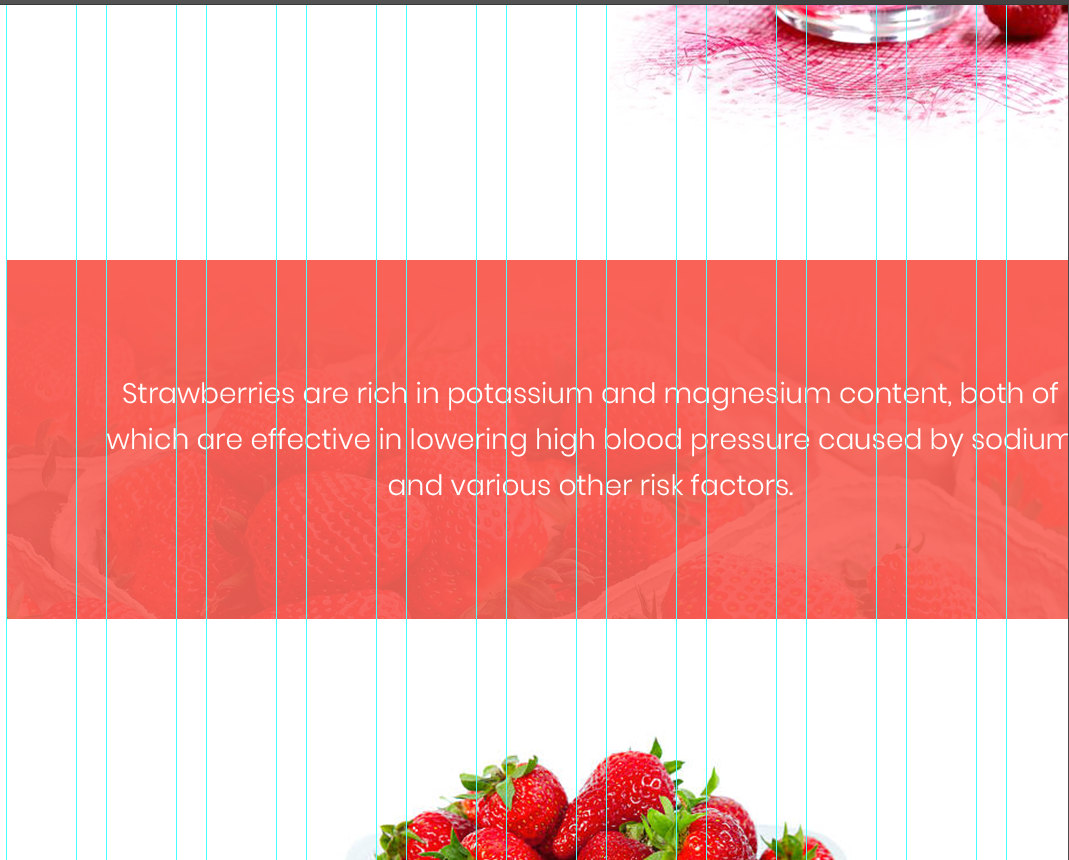 Strawberries are rich in potassium and magnesium content, both of
which are effective in lowering high blood pressure caused by sodium
and various other risk factors.